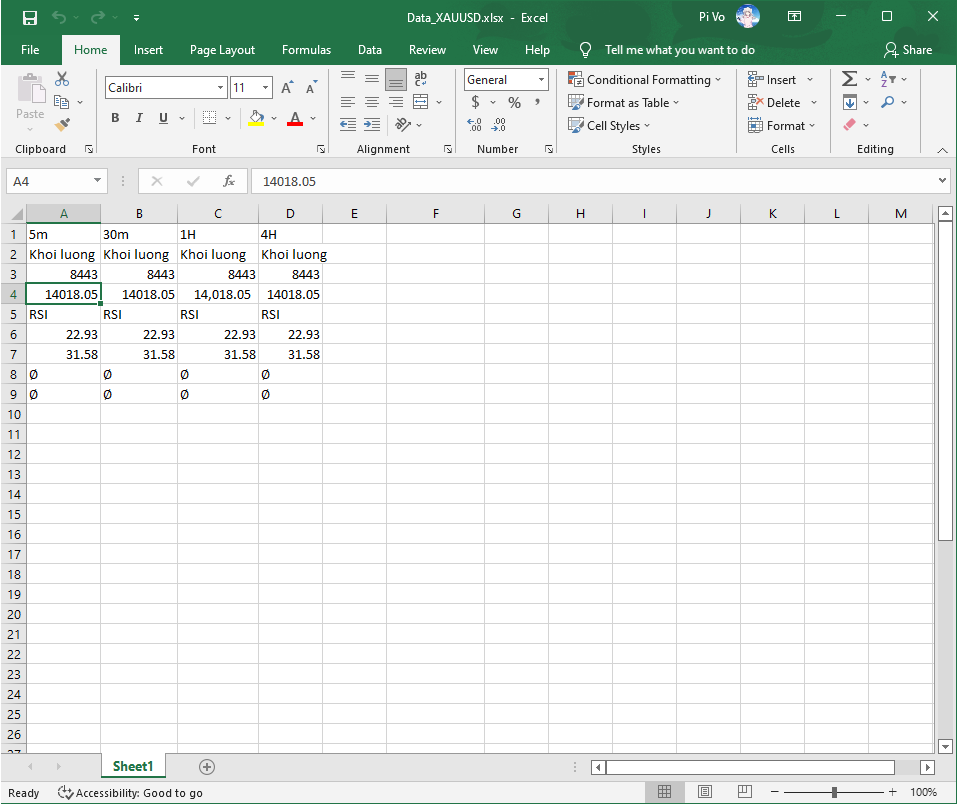 Data_XAUUSD.xlsx - Excel
Pi Vo
File Home Insert Page Layout Formulas Data Review View Help Tell me what you want to do Share
Paste
Calibri 11
General
Conditional Formatting
Format as Table
Cell Styles
Insert
Delete
Format
B I U A
$ % ,
Clipboard Font Alignment Number Styles Cells Editing
A4 fx 14018.05
A B C D E F G H I J K L M
1 5m 30m 1H 4H
2 Khoi luong Khoi luong Khoi luong Khoi luong
3 8443 8443 8443 8443
4 14018.05 14018.05 14,018.05 14018.05
5 RSI RSI RSI RSI
6 22.93 22.93 22.93 22.93
7 31.58 31.58 31.58 31.58
8 Ø Ø Ø Ø
9 Ø Ø Ø Ø
10
11
12
13
14
15
16
17
18
19
20
21
22
23
24
25
26
27
Sheet1
Ready Accessibility: Good to go 100%